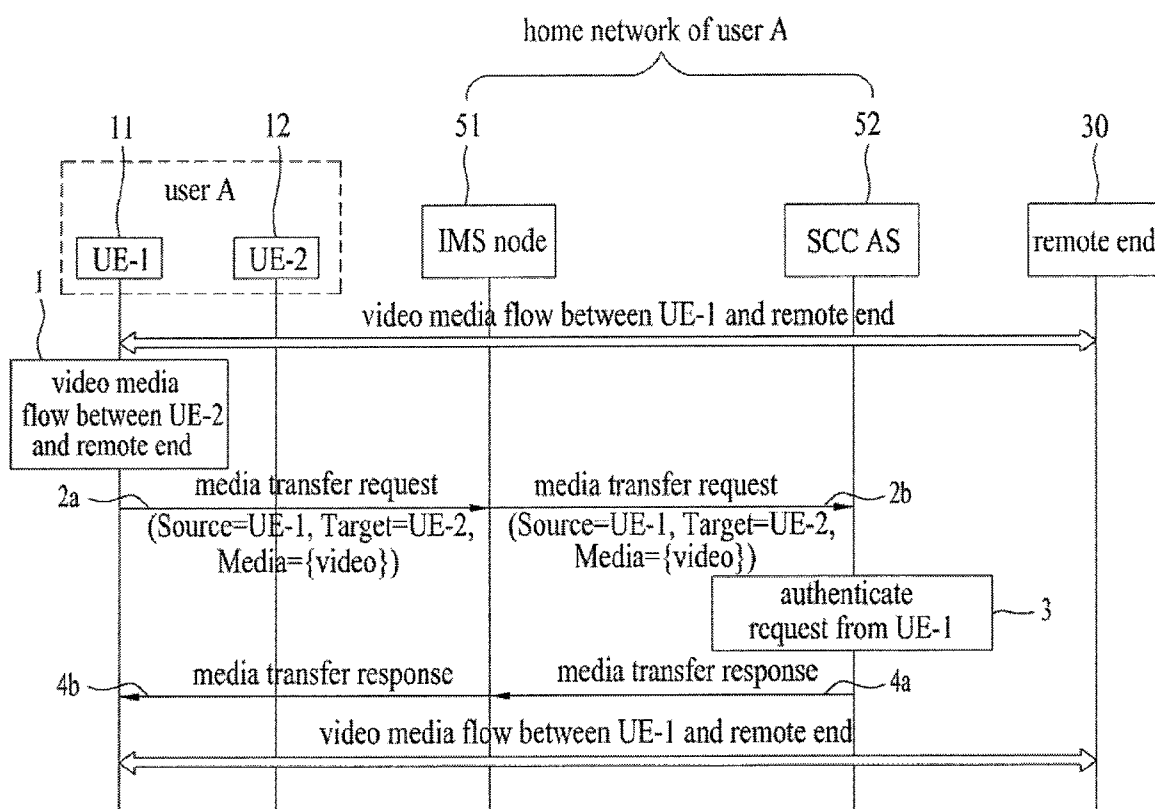 home network of user A
11
12
51
52
30
user A
UE-1
UE-2
IMS node
SCC AS
remote end
1
video media flow between UE-1 and remote end
video media
flow between UE-2
and remote end
2a
media transfer request
media transfer request
2b
(Source=UE-1, Target=UE-2,
Media={video})
(Source=UE-1, Target=UE-2,
Media={video})
authenticate
request from UE-1
3
4b
media transfer response
media transfer response
4a
video media flow between UE-1 and remote end